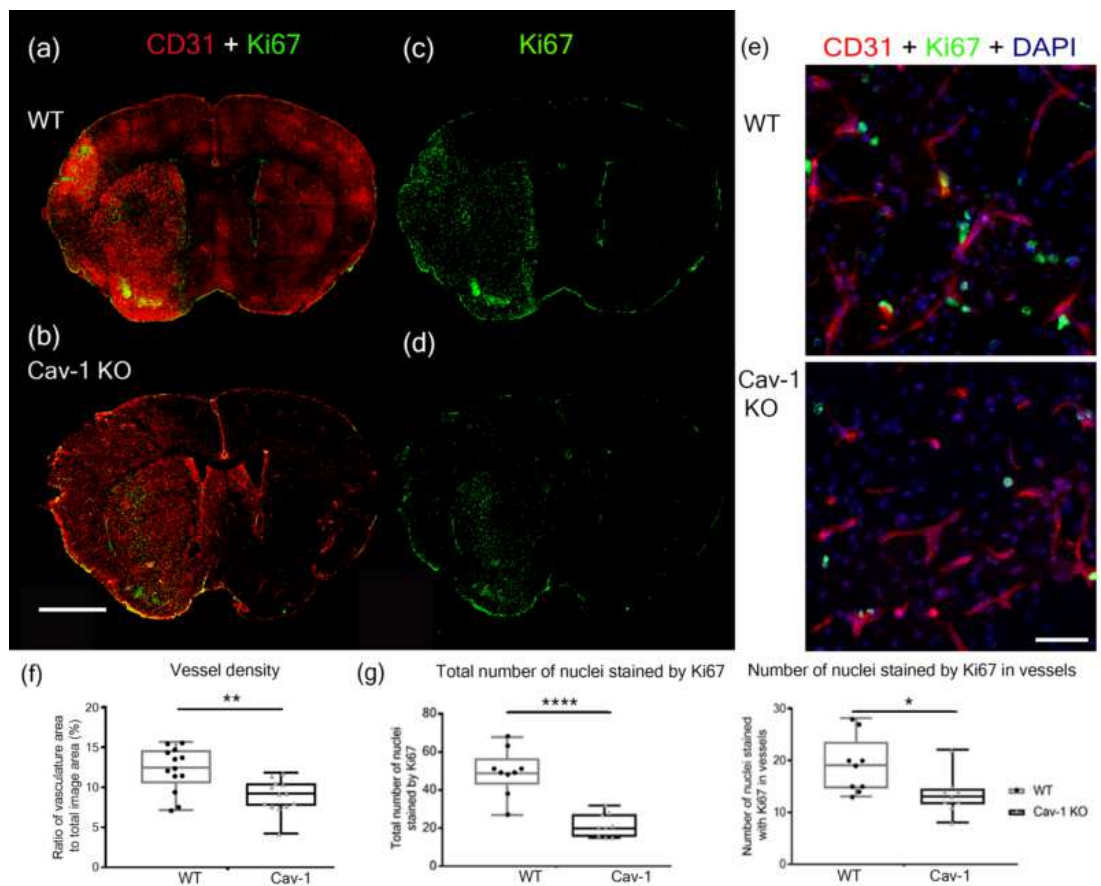 (a) CD31 + Ki67
(c) Ki67
(e) CD31 + Ki67 + DAPI
WT
WT
(b)
Cav-1 KO
(d)
Cav-1
KO
(f) Vessel density
**
Ratio of vasculature area
to total image area (%)
20
15
10
5
0
WT Cav-1
(g) Total number of nuclei stained by Ki67
****
Total number of nuclei
stained by Ki67
80
60
40
20
0
WT Cav-1
Number of nuclei stained by Ki67 in vessels
*
Number of nuclei stained
with Ki67 in vessels
30
20
10
0
WT Cav-1
WT
Cav-1 KO